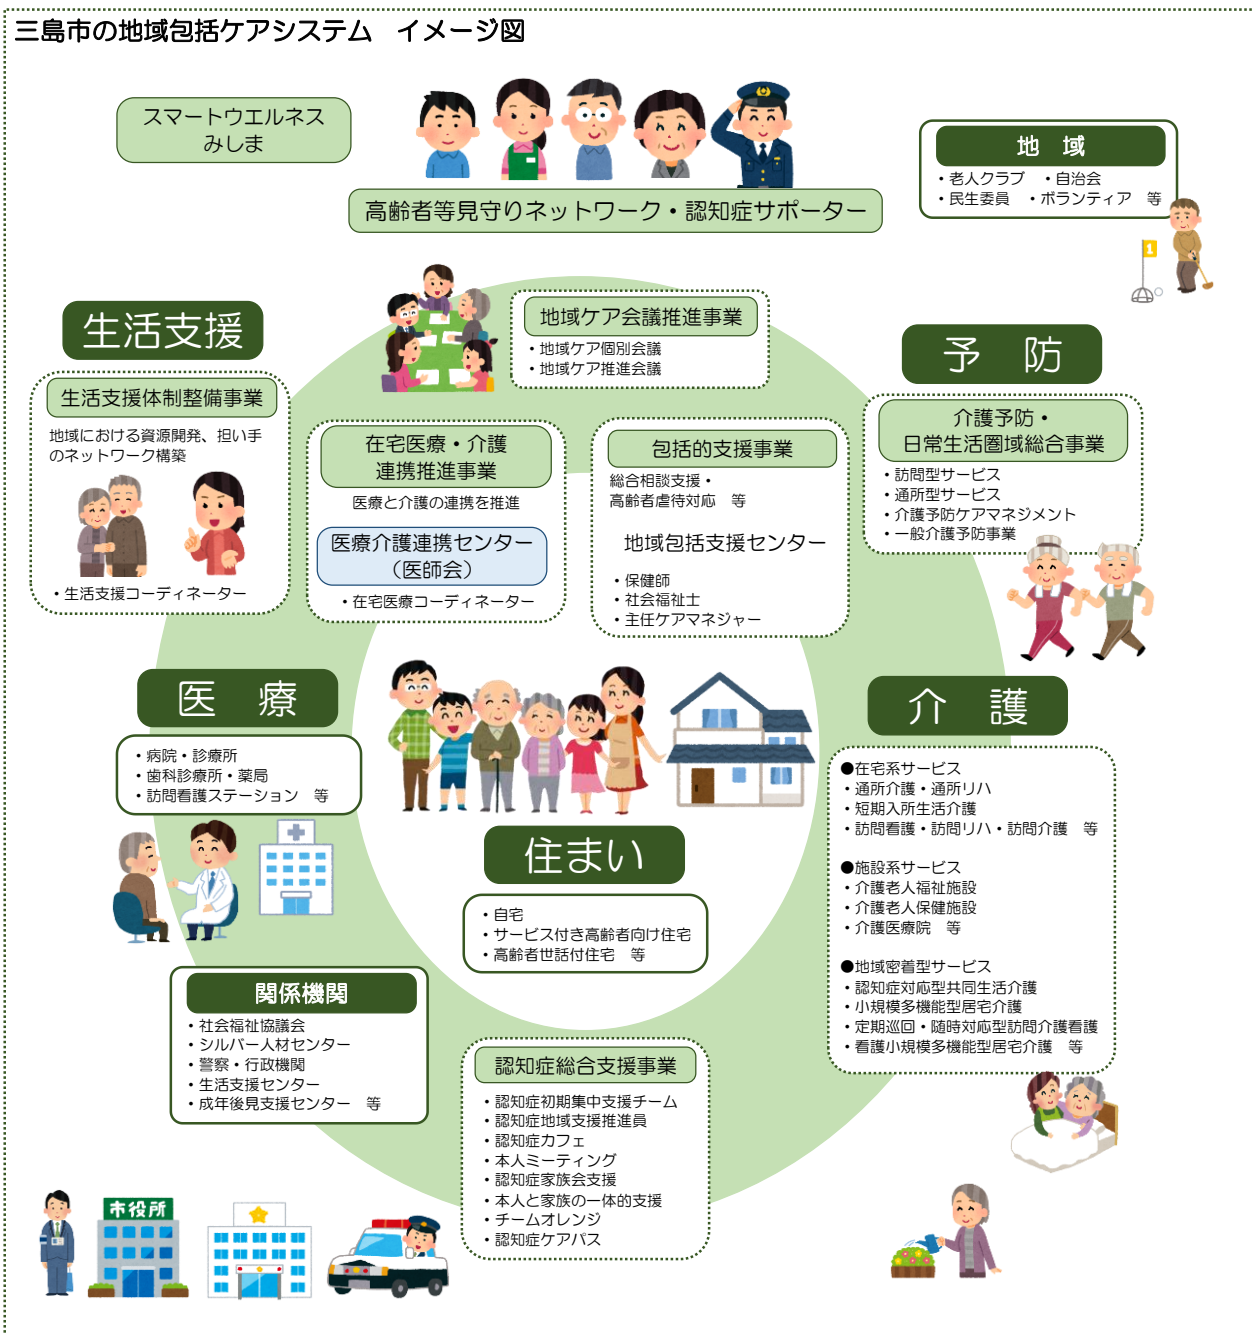 三島市の地域包括ケアシステム　イメージ図
スマートウエルネス
みしま
高齢者等見守りネットワーク・認知症サポーター
地　域
・老人クラブ　・自治会
・民生委員　・ボランティア　等
1
生活支援
生活支援体制整備事業
地域における資源開発、担い手
のネットワーク構築
・生活支援コーディネーター
地域ケア会議推進事業
・地域ケア個別会議
・地域ケア推進会議
在宅医療・介護
連携推進事業
医療と介護の連携を推進
医療介護連携センター
（医師会）
・在宅医療コーディネーター
包括的支援事業
総合相談支援・
高齢者虐待対応　等
地域包括支援センター
・保健師
・社会福祉士
・主任ケアマネジャー
予　防
介護予防・
日常生活圏域総合事業
・訪問型サービス
・通所型サービス
・介護予防ケアマネジメント
・一般介護予防事業
医　療
・病院・診療所
・歯科診療所・薬局
・訪問看護ステーション　等
住まい
・自宅
・サービス付き高齢者向け住宅
・高齢者世話付住宅　等
介　護
●在宅系サービス
・通所介護・通所リハ
・短期入所生活介護
・訪問看護・訪問リハ・訪問介護　等
●施設系サービス
・介護老人福祉施設
・介護老人保健施設
・介護医療院　等
●地域密着型サービス
・認知症対応型共同生活介護
・小規模多機能型居宅介護
・定期巡回・随時対応型訪問介護看護
・看護小規模多機能型居宅介護　等
関係機関
・社会福祉協議会
・シルバー人材センター
・警察・行政機関
・生活支援センター
・成年後見支援センター　等
認知症総合支援事業
・認知症初期集中支援チーム
・認知症地域支援推進員
・認知症カフェ
・本人ミーティング
・認知症家族会支援
・本人と家族の一体的支援
・チームオレンジ
・認知症ケアパス
市役所